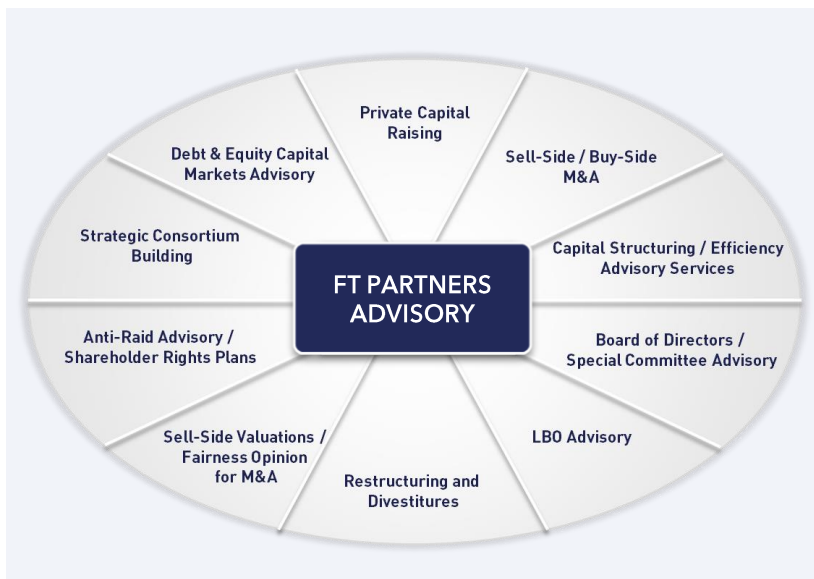 Private Capital
Raising
Sell-Side / Buy-Side
M&A
Capital Structuring / Efficiency
Advisory Services
Board of Directors /
Special Committee Advisory
LBO Advisory
Restructuring and
Divestitures
Sell-Side Valuations /
Fairness Opinion
for M&A
Anti-Raid Advisory /
Shareholder Rights Plans
Strategic Consortium
Building
Debt & Equity Capital
Markets Advisory
FT PARTNERS
ADVISORY